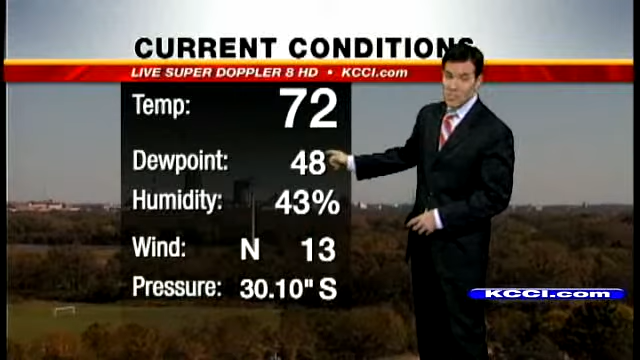 CURRENT CONDITIONS
LIVE SUPER DOPPLER 8 HD • KCCI.com
Temp: 72
Dewpoint: 48
Humidity: 43%
Wind: N 13
Pressure: 30.10" S
KCCI.com